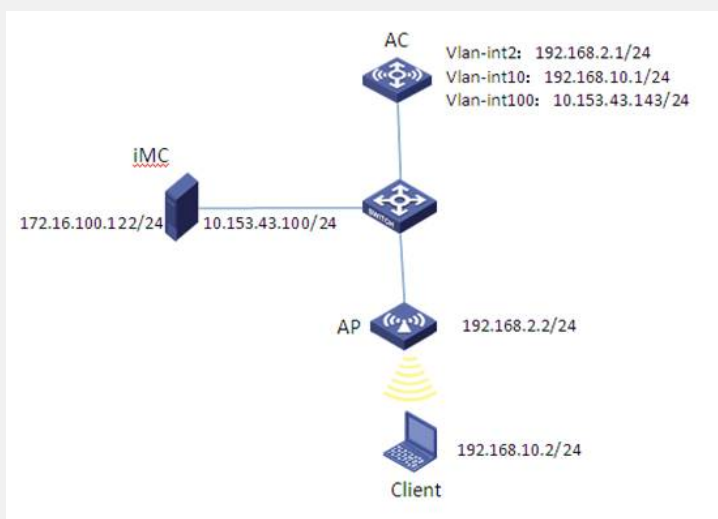 AC
Vlan-int2: 192.168.2.1/24
Vlan-int10: 192.168.10.1/24
Vlan-int100: 10.153.43.143/24
iMC
172.16.100.122/24
10.153.43.100/24
SWITCH
AP
192.168.2.2/24
192.168.10.2/24
Client